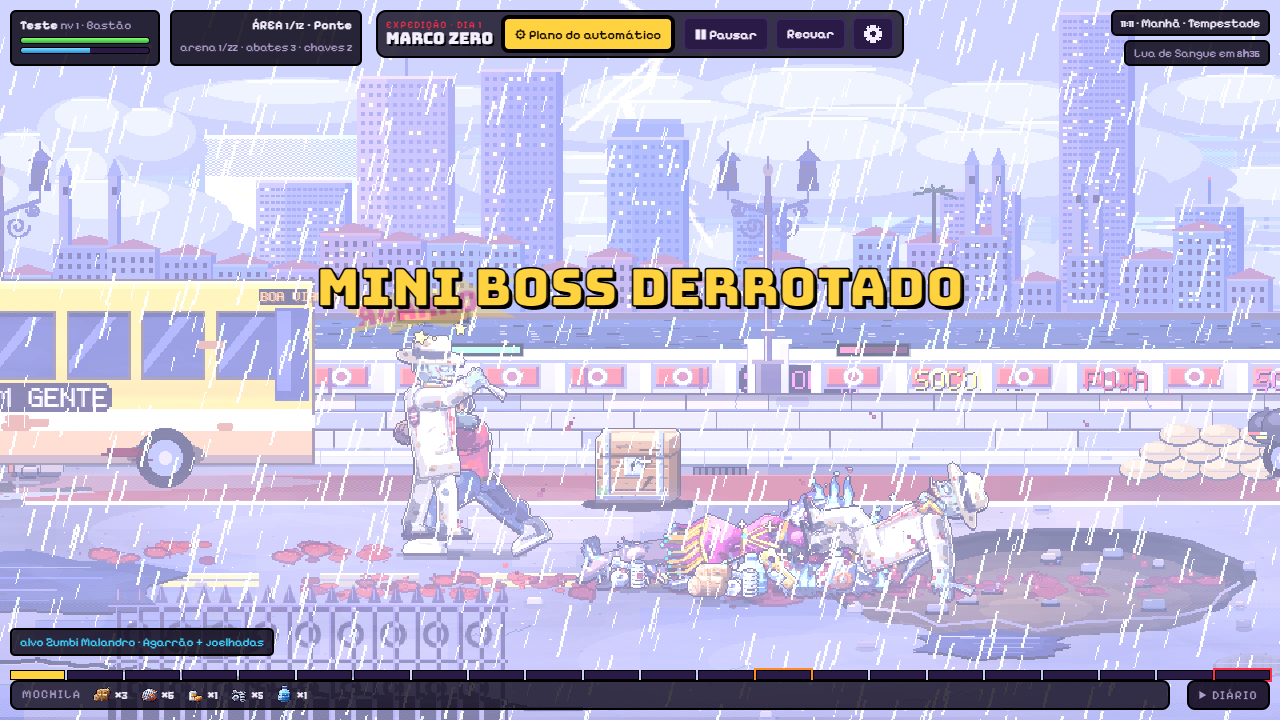 Teste nv 1 · Bastão
ÁREA 1/12 · Ponte
arena 1/22 · abates 3 · chaves 2
EXPEDIÇÃO · DIA 1
MARCO ZERO
Plano do automático
Pausar
Recuar
11:11 · Manhã · Tempestade
Lua de Sangue em 8h35
MINI BOSS DERROTADO
BOA VI
GENTE
SOCO
FUJA
alvo Zumbi Malandro · Agarrão + joelhadas
MOCHILA ×3 ×6 ×1 ×5 ×1
DIÁRIO